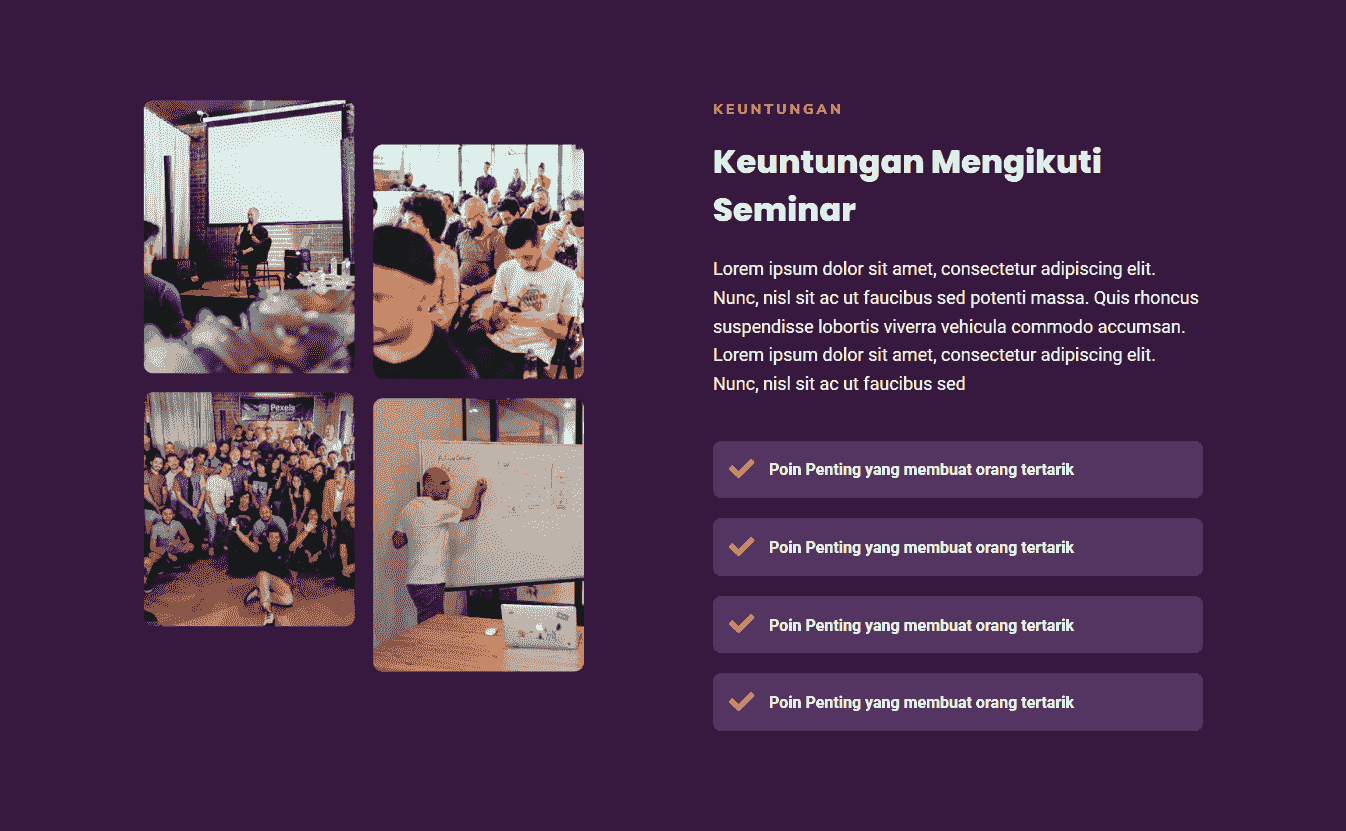 KEUNTUNGAN
Keuntungan Mengikuti
Seminar
Lorem ipsum dolor sit amet, consectetur adipiscing elit.
Nunc, nisl sit ac ut faucibus sed potenti massa. Quis rhoncus
suspendisse lobortis viverra vehicula commodo accumsan.
Lorem ipsum dolor sit amet, consectetur adipiscing elit.
Nunc, nisl sit ac ut faucibus sed
Poin Penting yang membuat orang tertarik
Poin Penting yang membuat orang tertarik
Poin Penting yang membuat orang tertarik
Poin Penting yang membuat orang tertarik
Pexels